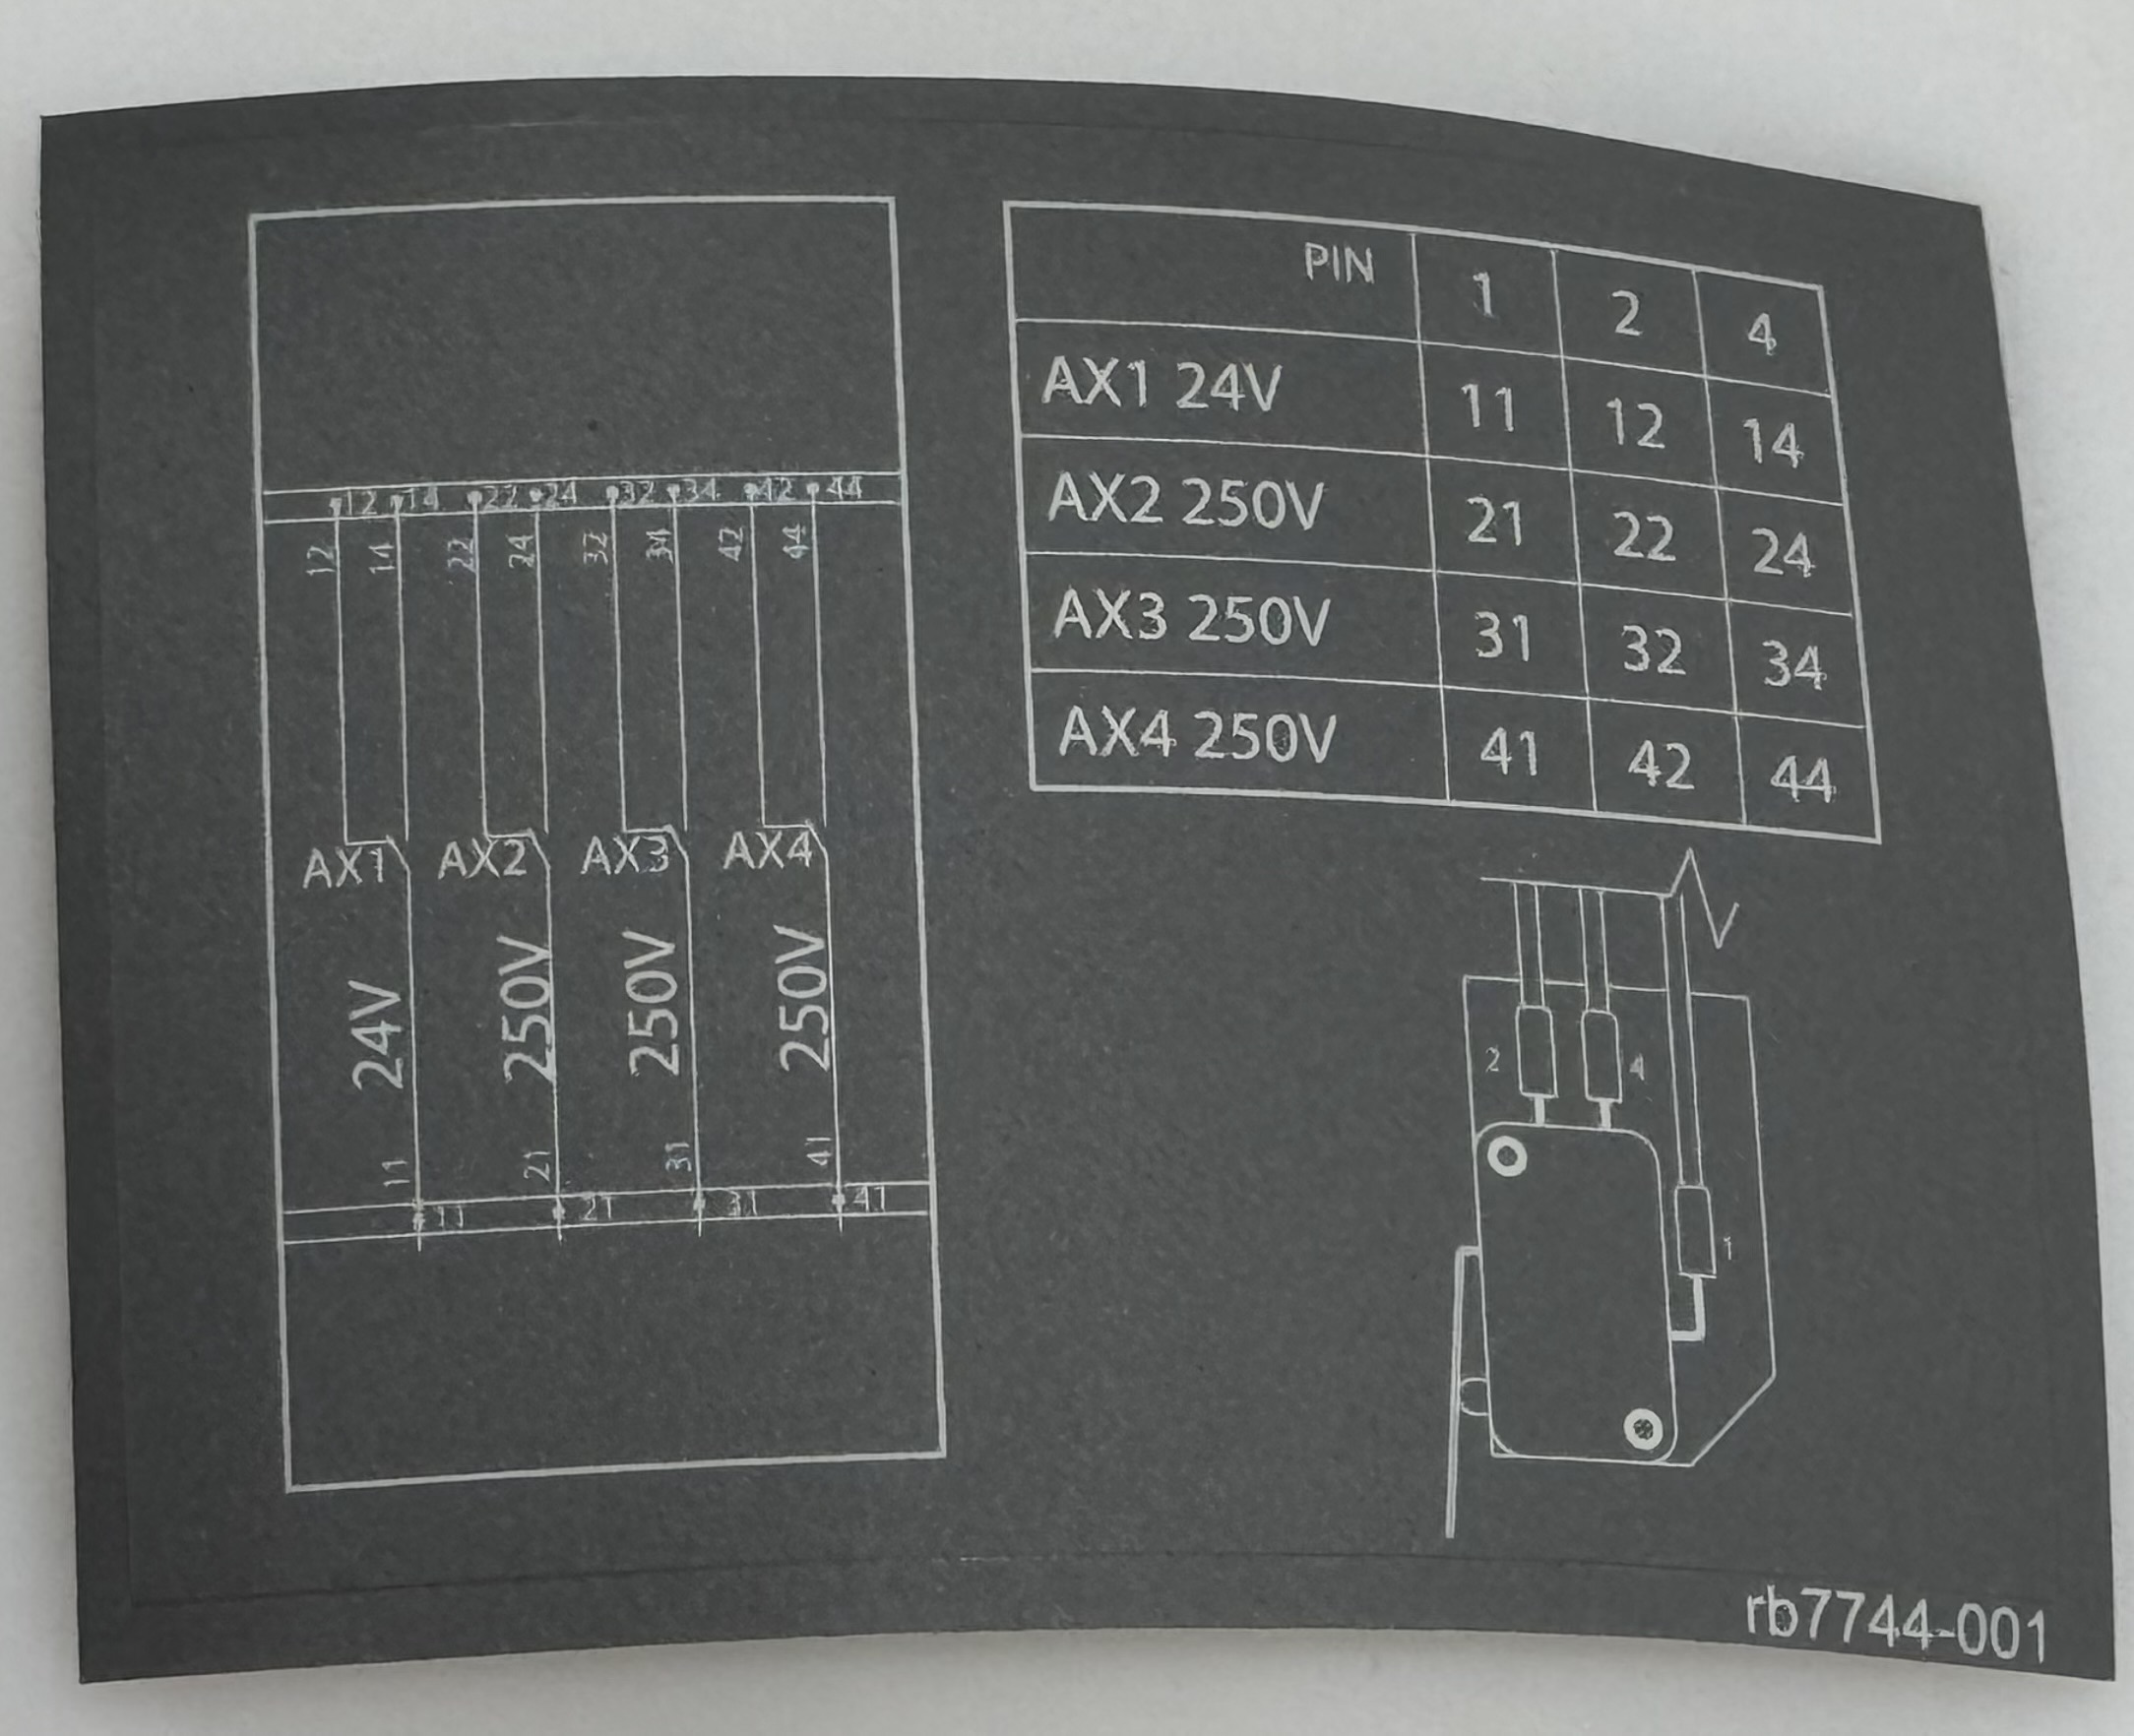 12 14 22 24 32 34 42 44
12 14 22 24 32 34 42 44
AX1 AX2 AX3 AX4
24V 250V 250V 250V
11 21 31 41
11 21 31 41
PIN 1 2 4
AX1 24V 11 12 14
AX2 250V 21 22 24
AX3 250V 31 32 34
AX4 250V 41 42 44
2 4
1
rb7744-001